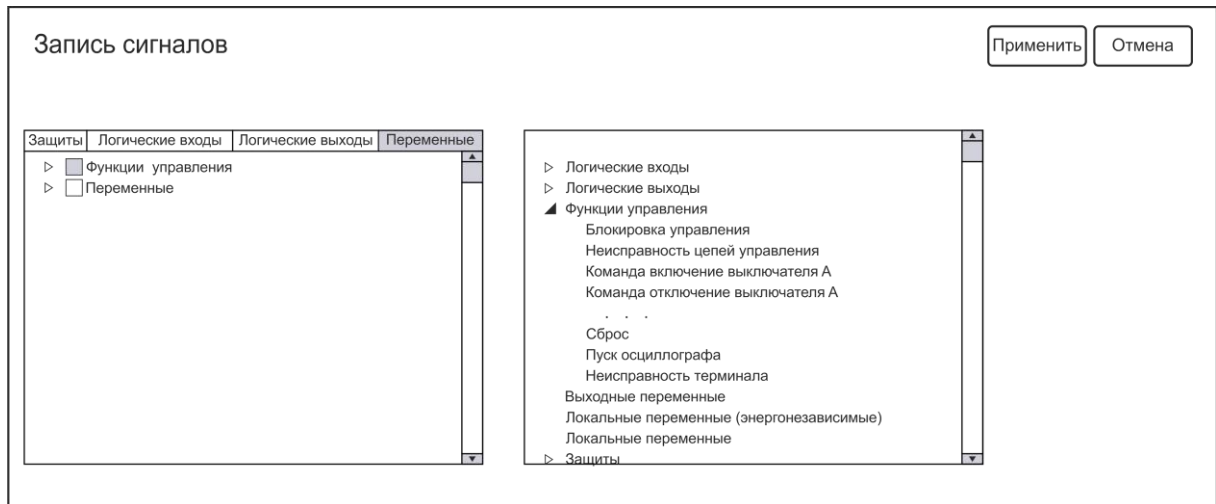 Запись сигналов
Применить
Отмена
Защиты Логические входы Логические выходы Переменные
Функции управления
Переменные
Логические входы
Логические выходы
Функции управления
Блокировка управления
Неисправность цепей управления
Команда включение выключателя А
Команда отключение выключателя А
. . .
Сброс
Пуск осциллографа
Неисправность терминала
Выходные переменные
Локальные переменные (энергонезависимые)
Локальные переменные
Защиты